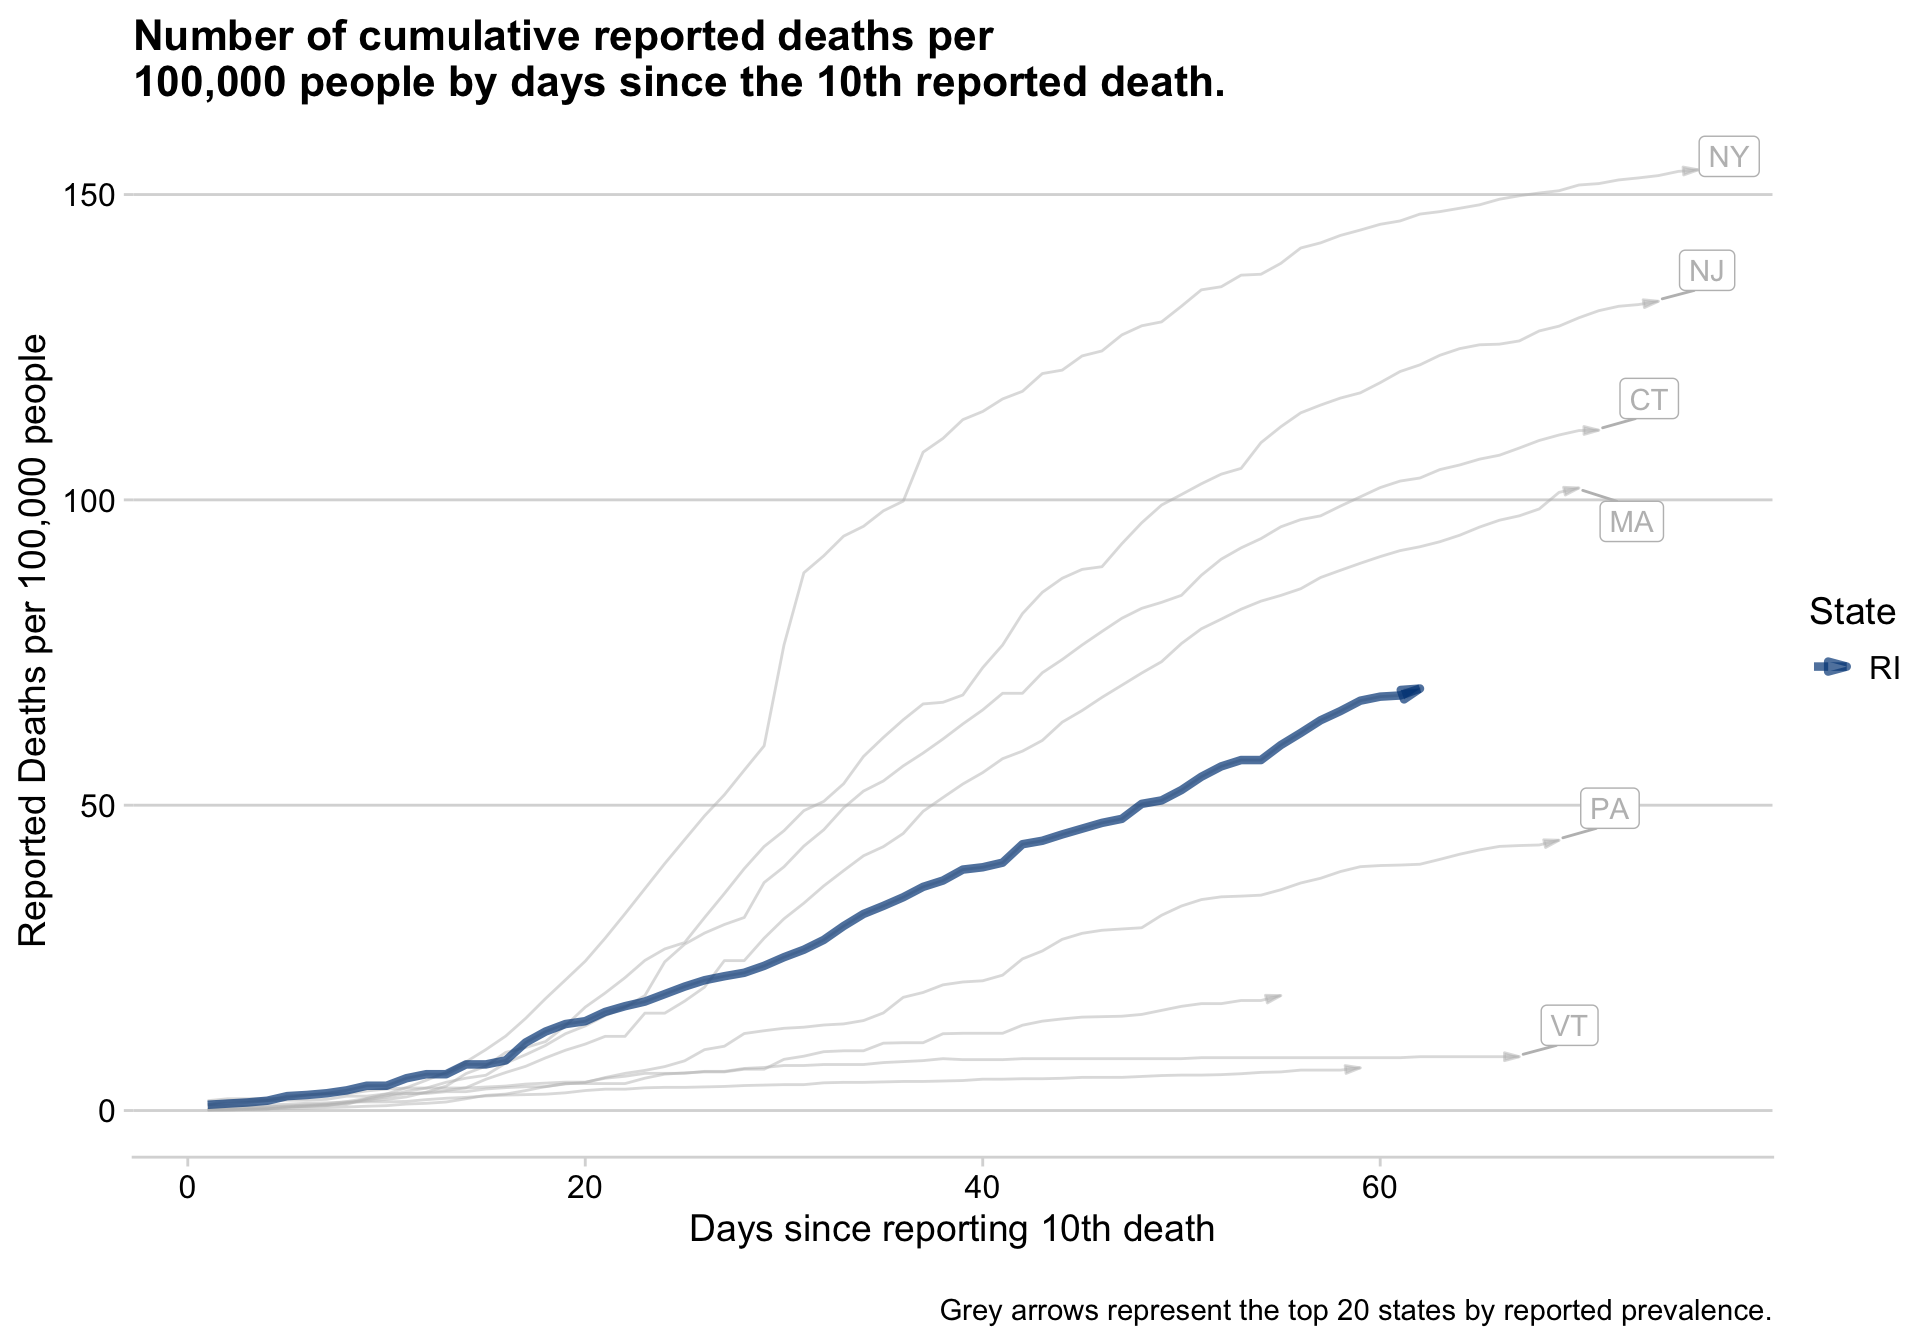 Number of cumulative reported deaths per
100,000 people by days since the 10th reported death.
Reported Deaths per 100,000 people
150
100
50
0
NY
NJ
CT
MA
PA
VT
State
RI
0 20 40 60
Days since reporting 10th death
Grey arrows represent the top 20 states by reported prevalence.